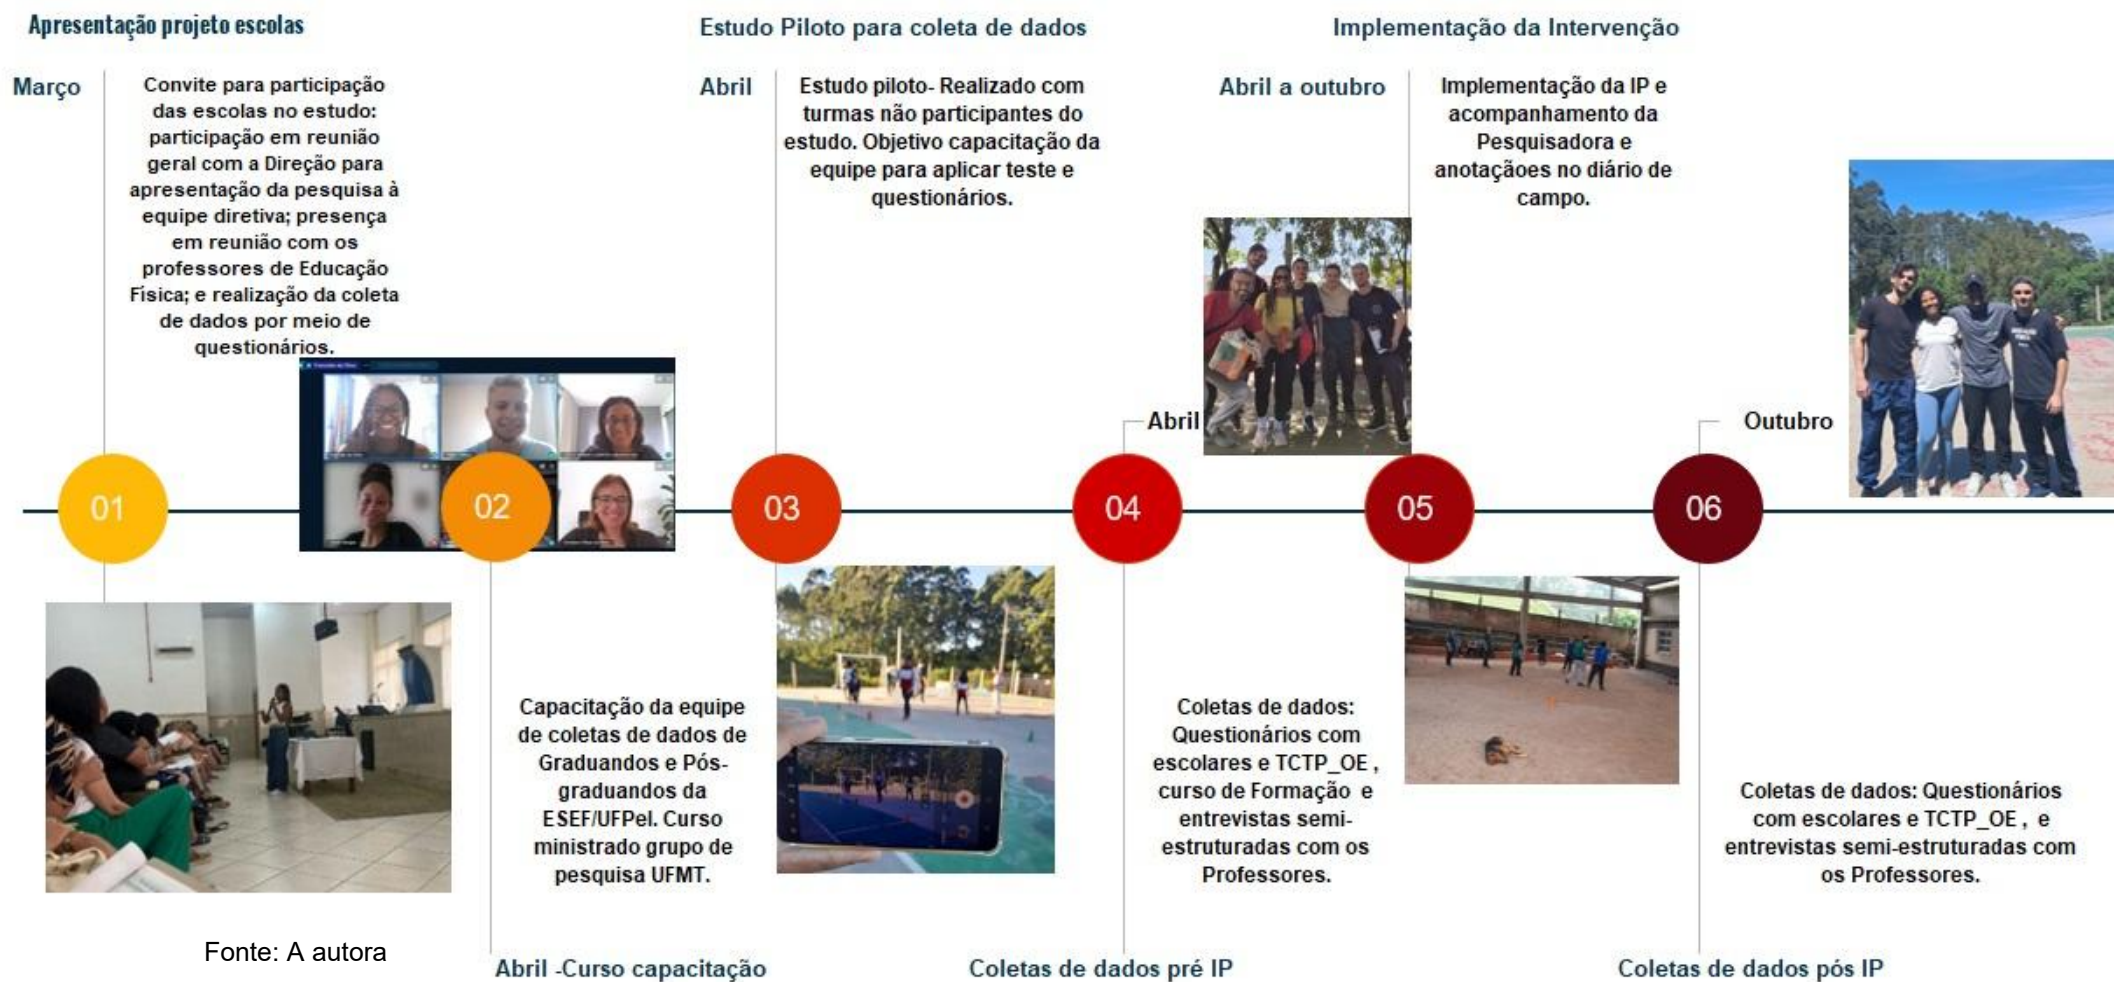 Apresentação projeto escolas
Março
Convite para participação
das escolas no estudo:
participação em reunião
geral com a Direção para
apresentação da pesquisa à
equipe diretiva; presença
em reunião com os
professores de Educação
Física; e realização da coleta
de dados por meio de
questionários.
Estudo Piloto para coleta de dados
Abril
Estudo piloto- Realizado com
turmas não participantes do
estudo. Objetivo capacitação da
equipe para aplicar teste e
questionários.
Implementação da Intervenção
Abril a outubro
Implementação da IP e
acompanhamento da
Pesquisadora e
anotaçãoes no diário de
campo.
Abril
Outubro
01
02
03
04
05
06
Capacitação da equipe
de coletas de dados de
Graduandos e Pós-
graduandos da
ESEF/UFPel. Curso
ministrado grupo de
pesquisa UFMT.
Abril -Curso capacitação
Coletas de dados:
Questionários com
escolares e TCTP_OE ,
curso de Formação e
entrevistas semi-
estruturadas com os
Professores.
Coletas de dados pré IP
Coletas de dados: Questionários
com escolares e TCTP_OE , e
entrevistas semi-estruturadas com
os Professores.
Coletas de dados pós IP
Fonte: A autora